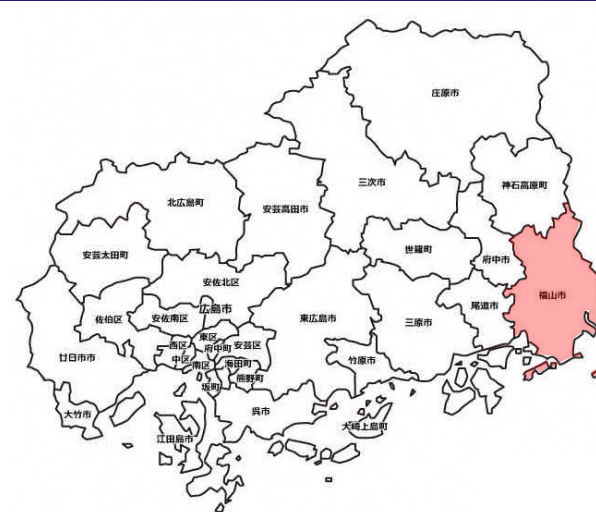 庄原市
神石高原町
三次市
北広島町
安芸高田市
世羅町
府中市
安芸太田町
安佐北区
福山市
尾道市
広島市
佐伯区
安佐南区
東広島市
三原市
東区
西区
府中町
安芸区
廿日市市
中区
南区
海田町
竹原市
熊野町
坂町
大竹市
呉市
大崎上島町
江田島市